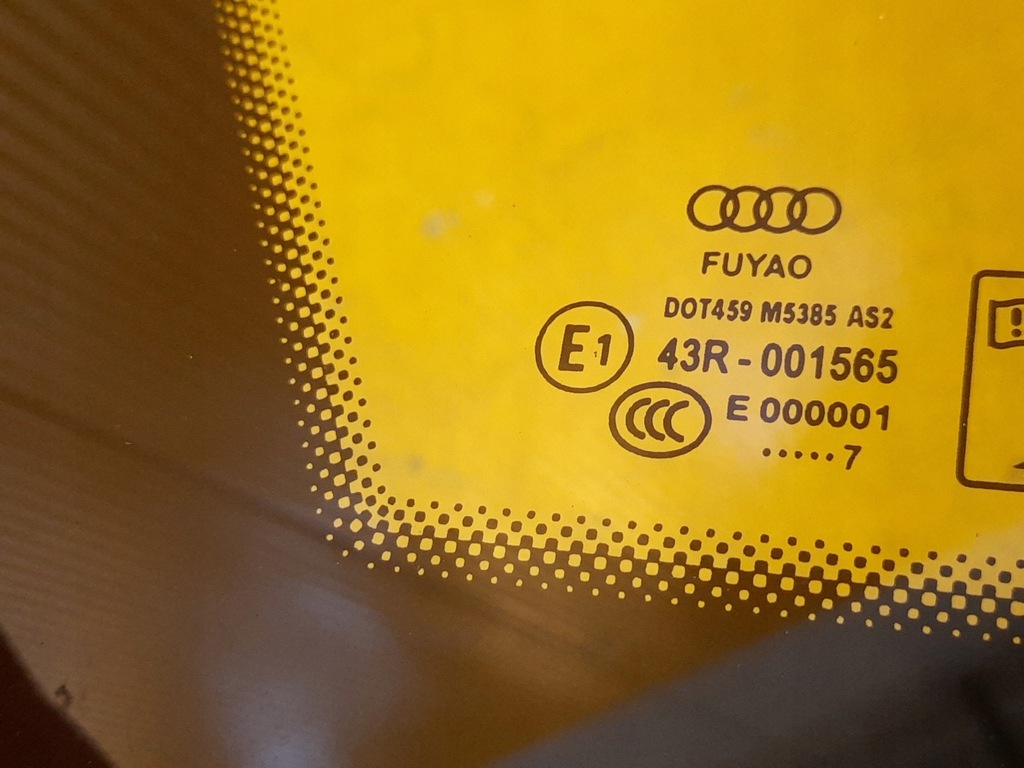 FUYAO
DOT459 M5385 AS2
E1
43R-001565
CCC
E 000001
.....7